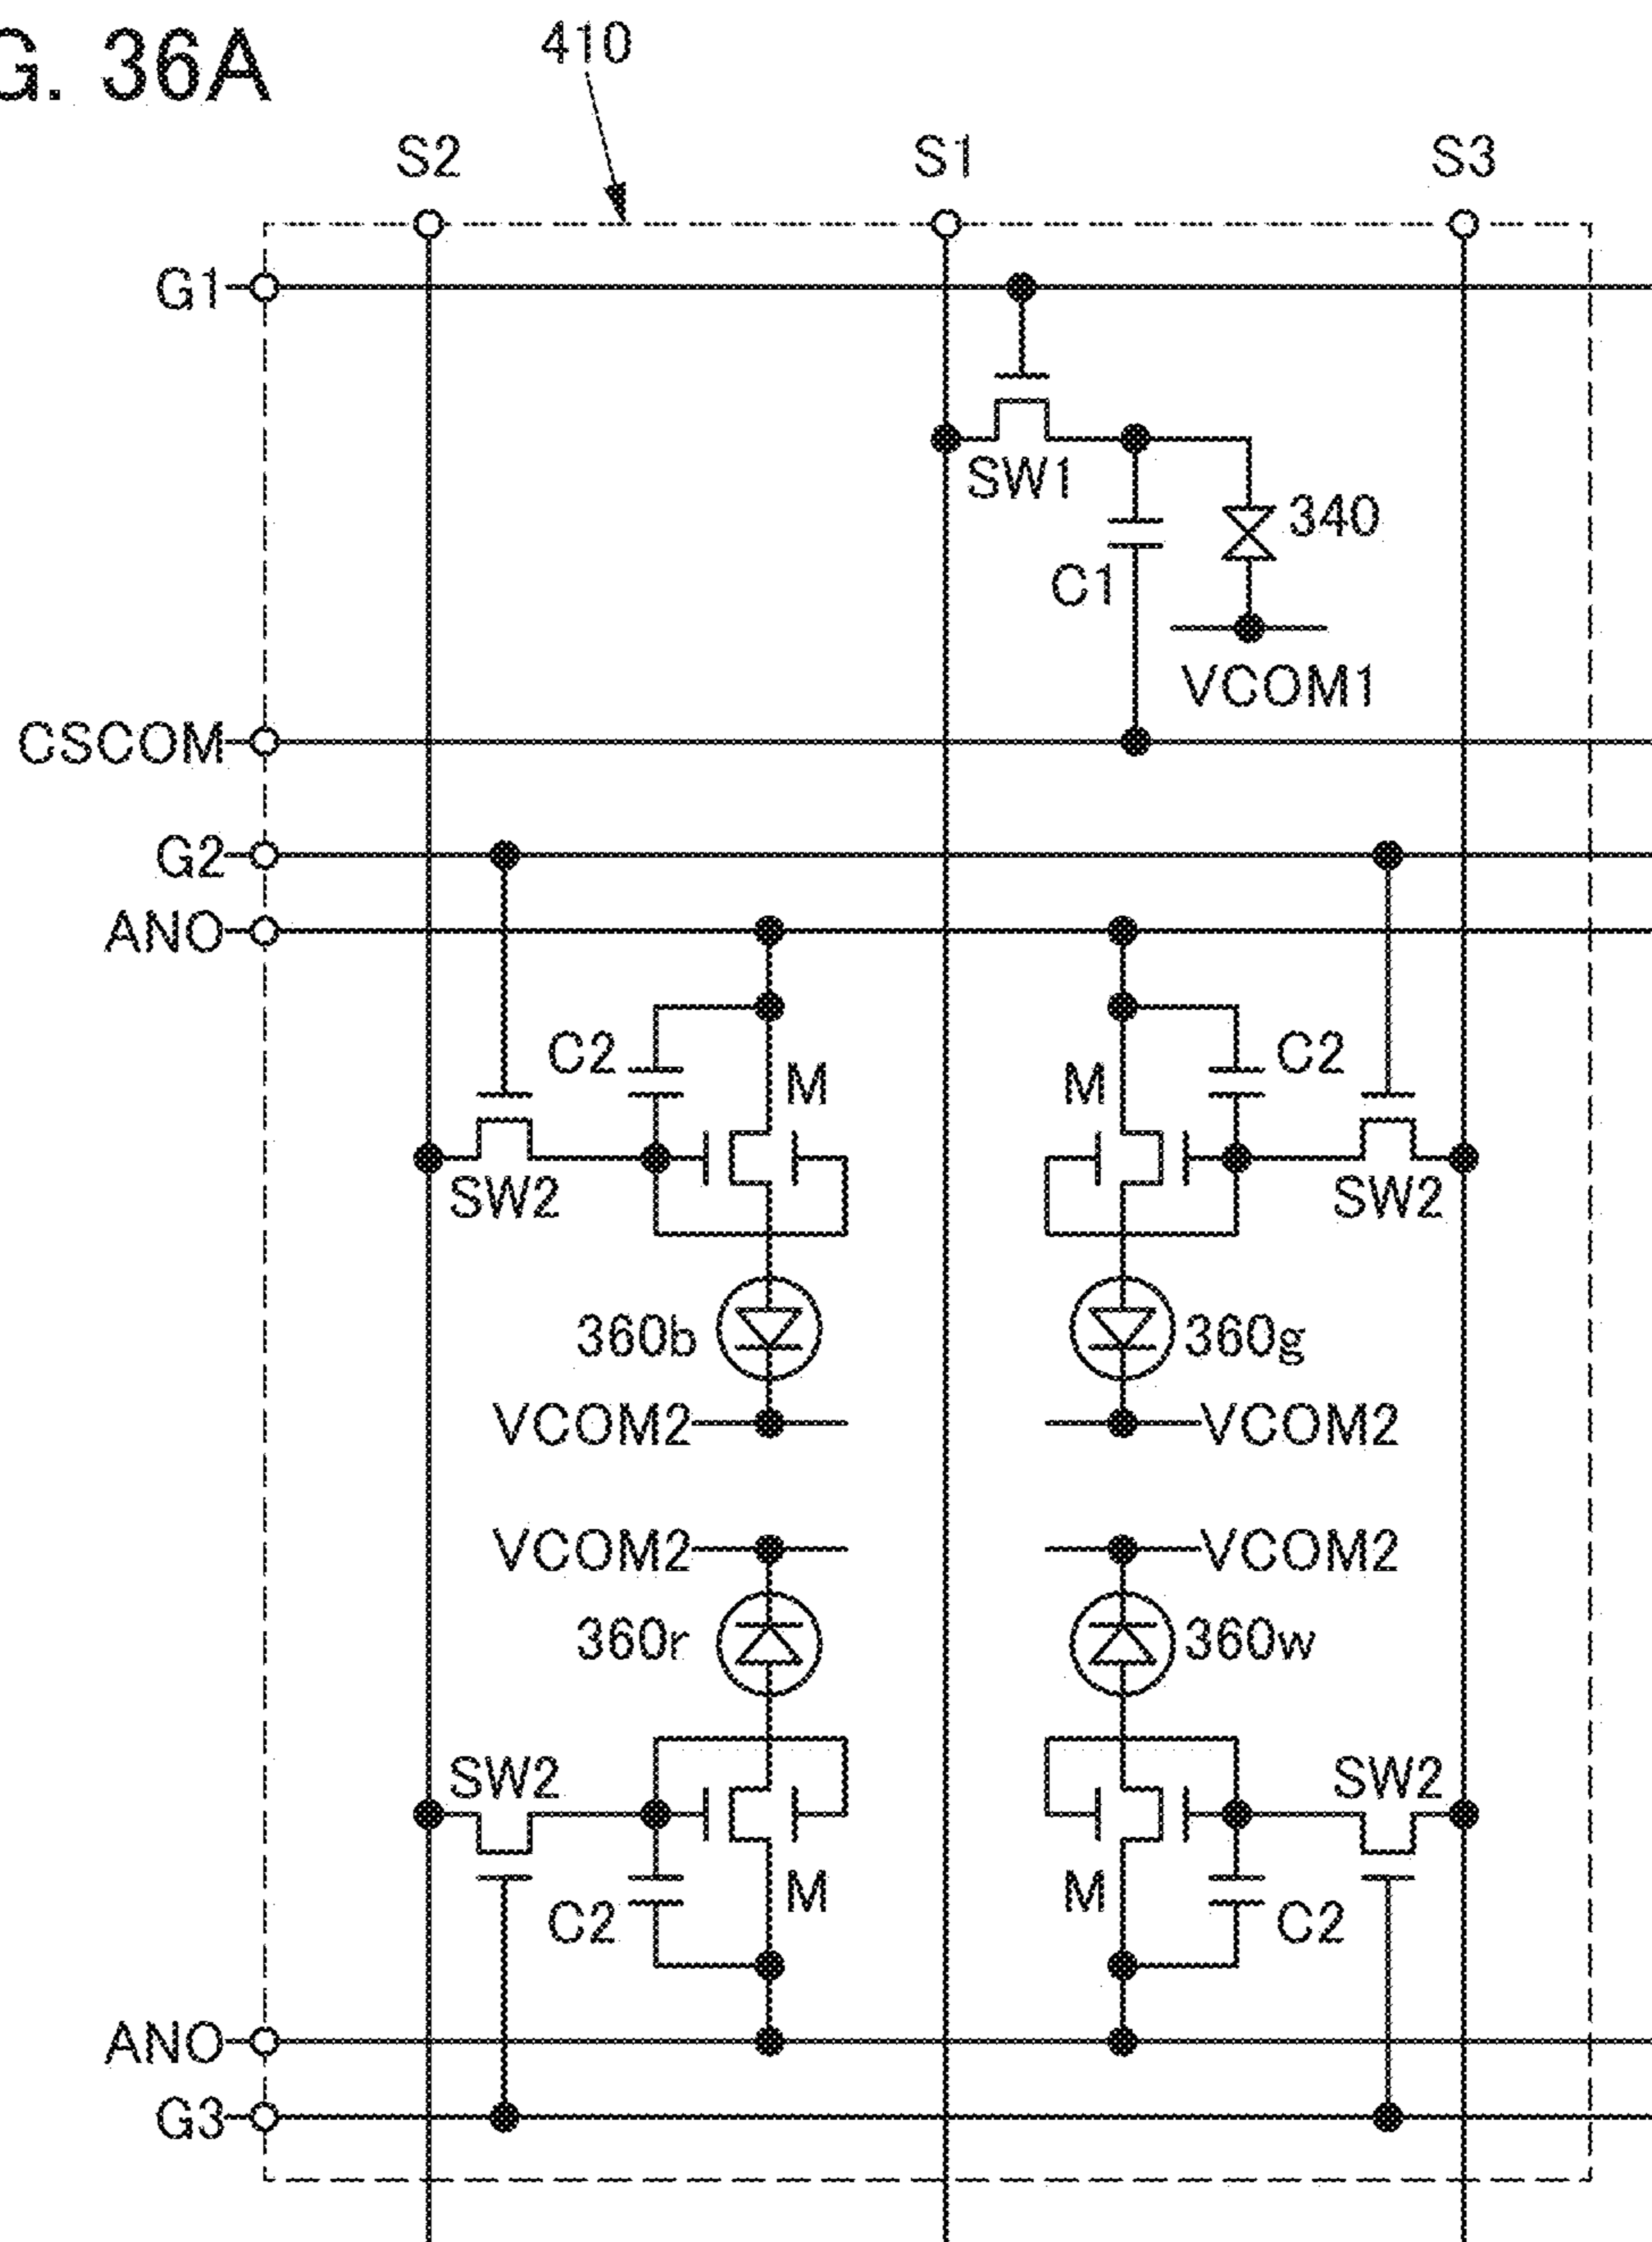 G. 36A
410
S2 S1 S3
G1
SW1
340
C1
VCOM1
CSCOM
G2
ANO
C2 M M C2
SW2 SW2
360b 360g
VCOM2 VCOM2
VCOM2 VCOM2
360r 360w
SW2 SW2
C2 M M C2
ANO
G3